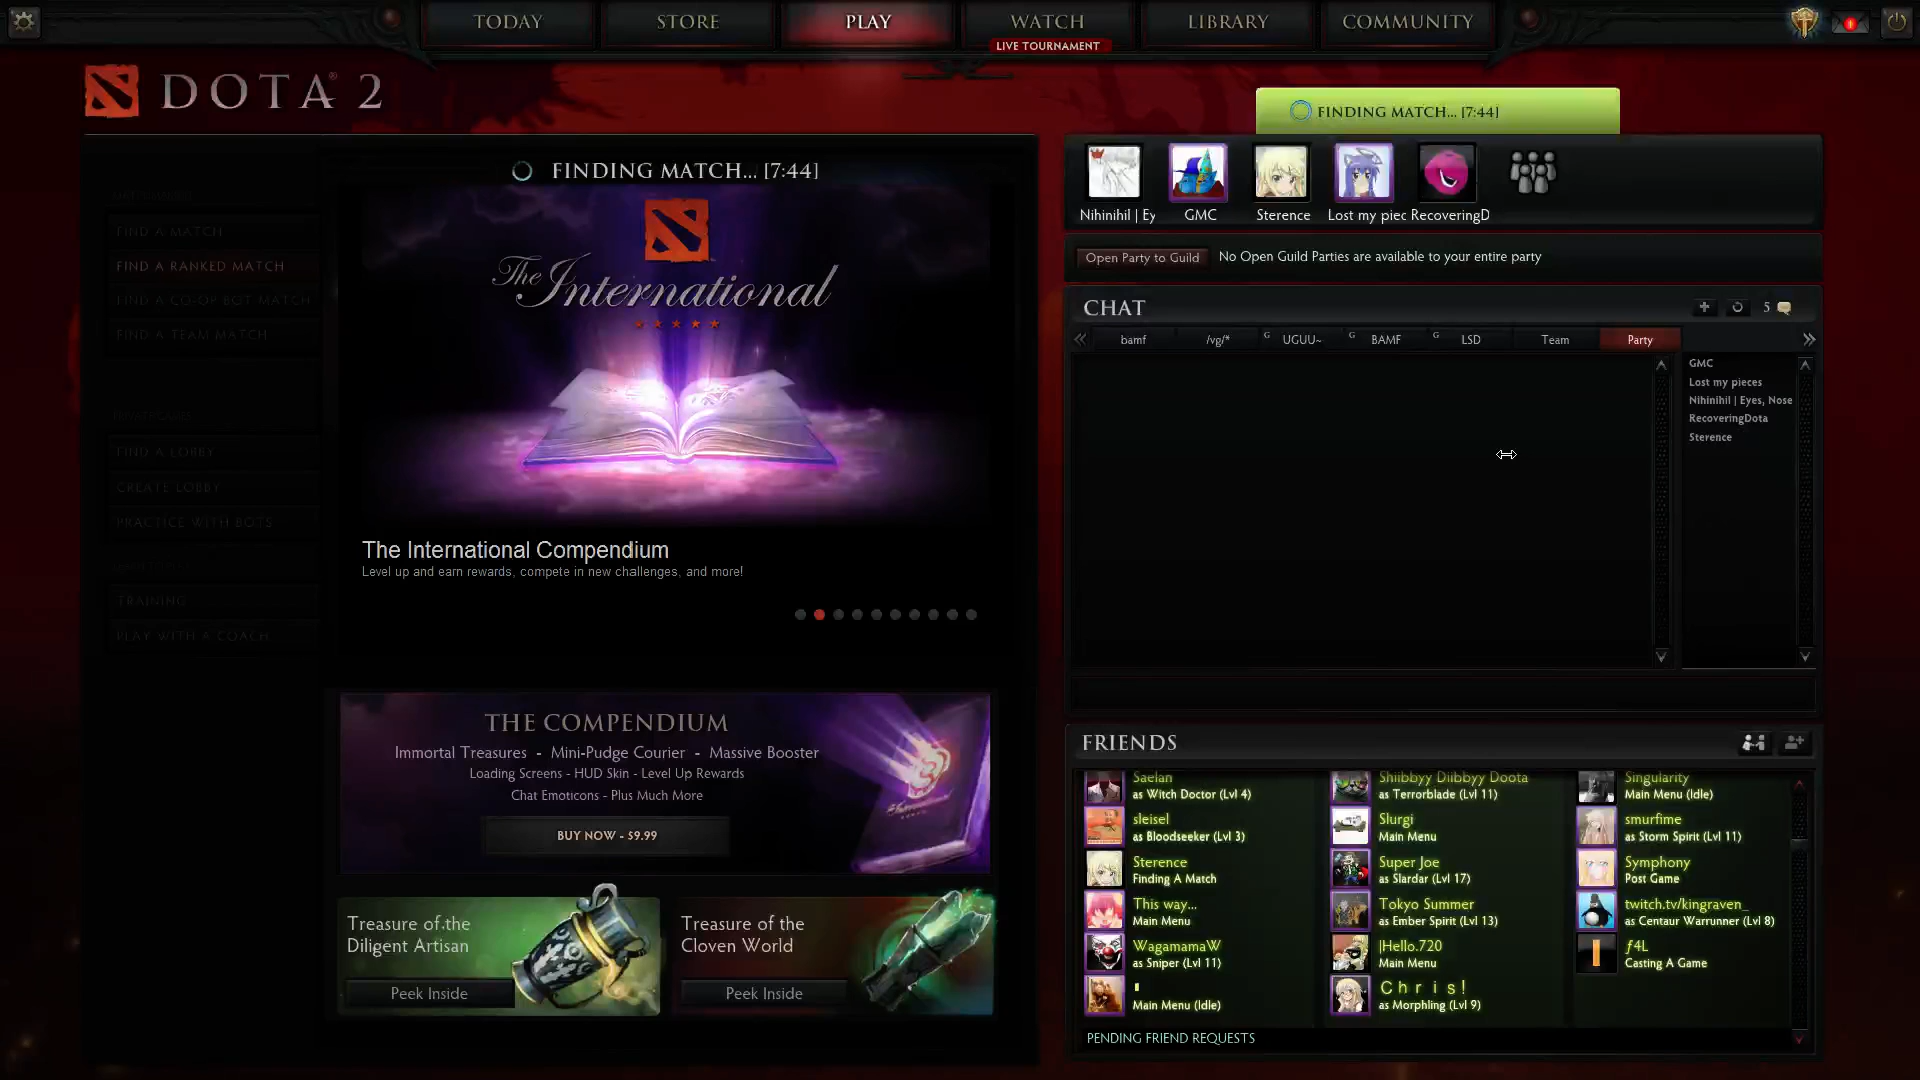 TODAY
STORE
PLAY
WATCH
LIBRARY
COMMUNITY
LIVE TOURNAMENT
DOTA® 2
FINDING MATCH... [7:44]
FINDING MATCH... [7:44]
FIND A MATCH
FIND A RANKED MATCH
FIND A CO-OP BOT MATCH
FIND A TEAM MATCH
FIND A LOBBY
CREATE LOBBY
PRACTICE WITH BOTS
TRAINING
PLAY WITH A COACH
The International
The International Compendium
Level up and earn rewards, compete in new challenges, and more!
THE COMPENDIUM
Immortal Treasures - Mini-Pudge Courier - Massive Booster
Loading Screens - HUD Skin - Level Up Rewards
Chat Emoticons - Plus Much More
BUY NOW - $9.99
Treasure of the
Diligent Artisan
Peek Inside
Treasure of the
Cloven World
Peek Inside
Nihinihil | Ey
GMC
Sterence
Lost my piec
RecoveringD
Open Party to Guild
No Open Guild Parties are available to your entire party
CHAT
5
bamf
/vg/*
G UGUU~
G BAMF
G LSD
Team
Party
GMC
Lost my pieces
Nihinihil | Eyes, Nose
RecoveringDota
Sterence
FRIENDS
Saelan
as Witch Doctor (Lvl 4)
sleisel
as Bloodseeker (Lvl 3)
Sterence
Finding A Match
This way...
Main Menu
WagamamaW
as Sniper (Lvl 11)
Main Menu (Idle)
Shiibbyy Diibbyy Doota
as Terrorblade (Lvl 11)
Slurgi
Main Menu
Super Joe
as Slardar (Lvl 17)
Tokyo Summer
as Ember Spirit (Lvl 13)
|Hello.720
Main Menu
Chris!
as Morphling (Lvl 9)
Singularity
Main Menu (Idle)
smurfime
as Storm Spirit (Lvl 11)
Symphony
Post Game
twitch.tv/kingraven_
as Centaur Warrunner (Lvl 8)
ƒ4L
Casting A Game
PENDING FRIEND REQUESTS